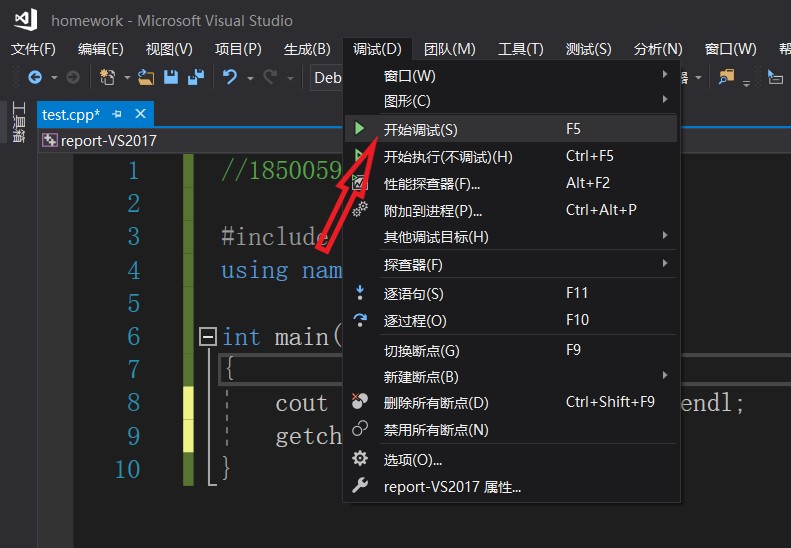 homework - Microsoft Visual Studio
文件(F) 编辑(E) 视图(V) 项目(P) 生成(B) 调试(D) 团队(M) 工具(T) 测试(S) 分析(N) 窗口(W)
Deb
工具箱
test.cpp*
report-VS2017
窗口(W)
图形(C)
开始调试(S) F5
开始执行(不调试)(H) Ctrl+F5
性能探查器(F)... Alt+F2
附加到进程(P)... Ctrl+Alt+P
其他调试目标(H)
探查器(F)
逐语句(S) F11
逐过程(O) F10
切换断点(G) F9
新建断点(B)
删除所有断点(D) Ctrl+Shift+F9
禁用所有断点(N)
选项(O)...
report-VS2017 属性...
1 //1850059
2
3 #include
4 using nam
5
6 int main(
7 {
8 cout endl;
9 getch
10 }